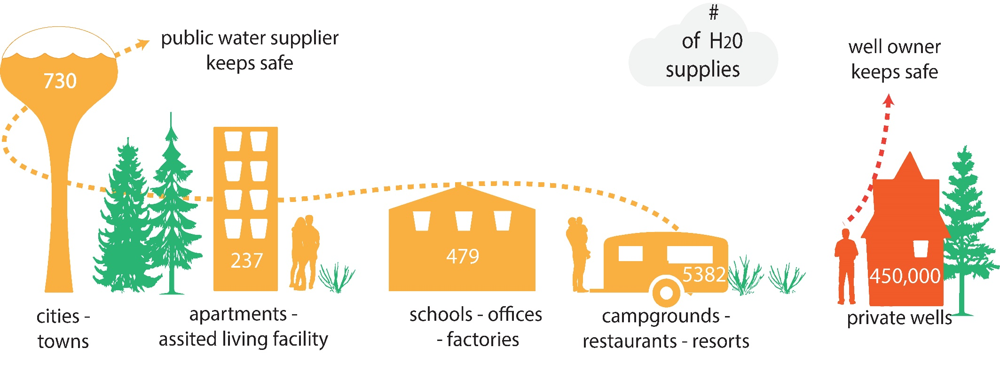 #
of H20
supplies
public water supplier
keeps safe
well owner
keeps safe
730
237
479
5382
450,000
cities -
towns
apartments -
assited living facility
schools - offices
- factories
campgrounds -
restaurants - resorts
private wells